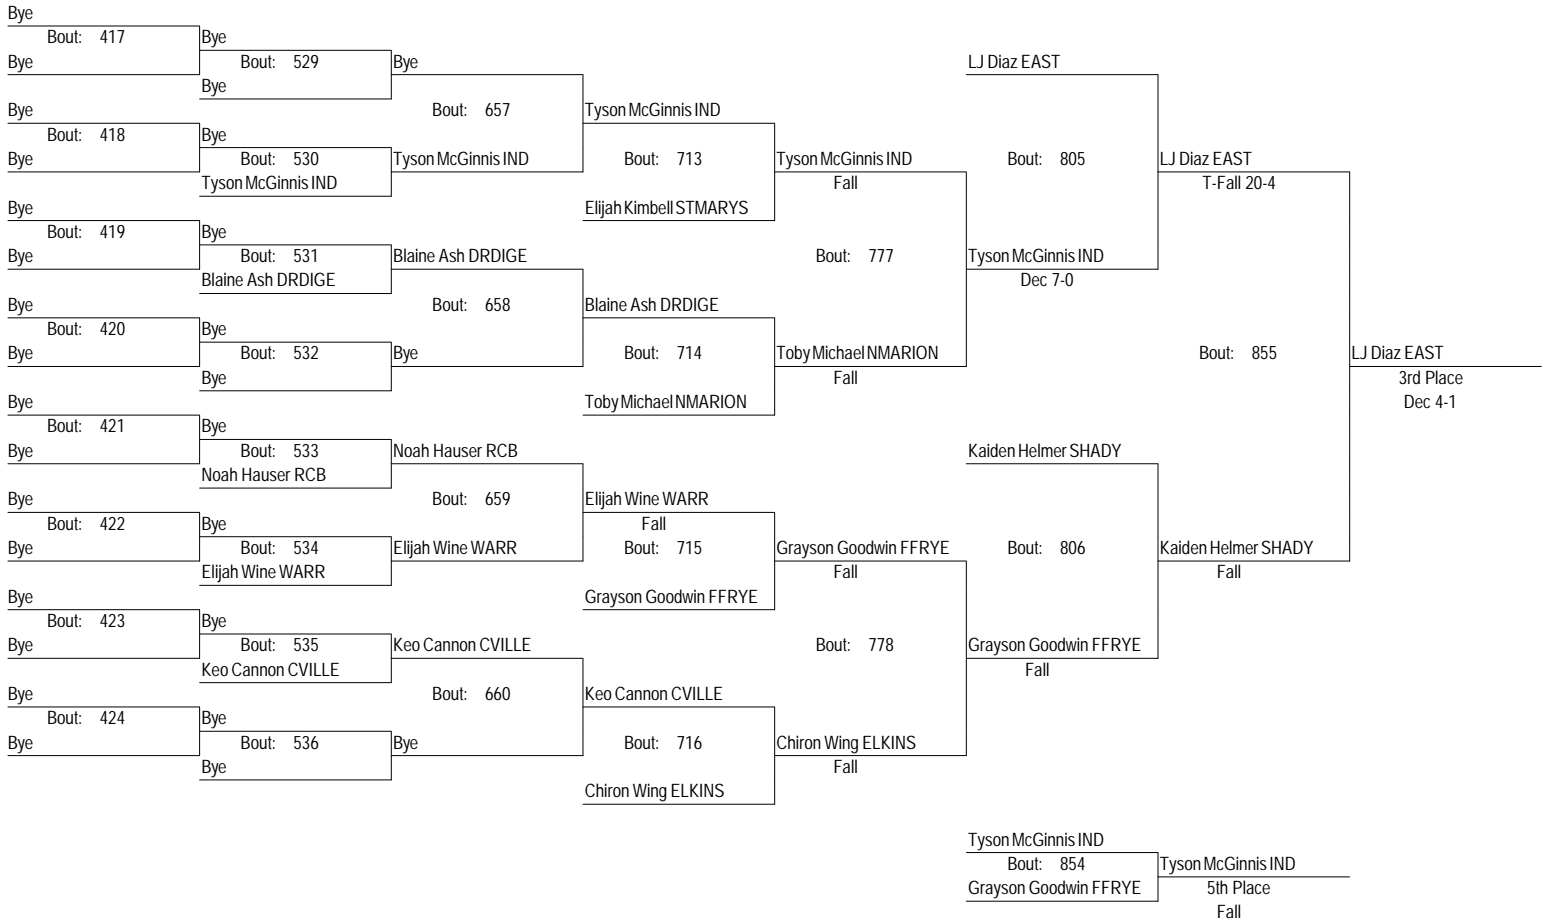 Bye
Bout: 417 Bye
Bye Bout: 529 Bye LJ Diaz EAST
Bye
Bye Bout: 657 Tyson McGinnis IND
Bout: 418 Bye
Bye Bout: 530 Tyson McGinnis IND Bout: 713 Tyson McGinnis IND Bout: 805 LJ Diaz EAST
Tyson McGinnis IND Fall T-Fall 20-4
Bye Elijah Kimbell STMARYS
Bout: 419 Bye
Bye Bout: 531 Blaine Ash DRDIGE Bout: 777 Tyson McGinnis IND
Blaine Ash DRDIGE Dec 7-0
Bye Bout: 658 Blaine Ash DRDIGE
Bout: 420 Bye
Bye Bout: 532 Bye Bout: 714 Toby Michael NMARION Bout: 855 LJ Diaz EAST
Bye Fall 3rd Place
Bye Toby Michael NMARION Dec 4-1
Bout: 421 Bye
Bye Bout: 533 Noah Hauser RCB Kaiden Helmer SHADY
Noah Hauser RCB
Bye Bout: 659 Elijah Wine WARR
Bout: 422 Bye Fall
Bye Bout: 534 Elijah Wine WARR Bout: 715 Grayson Goodwin FFRYE Bout: 806 Kaiden Helmer SHADY
Elijah Wine WARR Fall Fall
Bye Grayson Goodwin FFRYE
Bout: 423 Bye
Bye Bout: 535 Keo Cannon CVILLE Bout: 778 Grayson Goodwin FFRYE
Keo Cannon CVILLE Fall
Bye Bout: 660 Keo Cannon CVILLE
Bout: 424 Bye
Bye Bout: 536 Bye Bout: 716 Chiron Wing ELKINS
Bye Fall
Chiron Wing ELKINS
Tyson McGinnis IND
Bout: 854 Tyson McGinnis IND
Grayson Goodwin FFRYE 5th Place
Fall